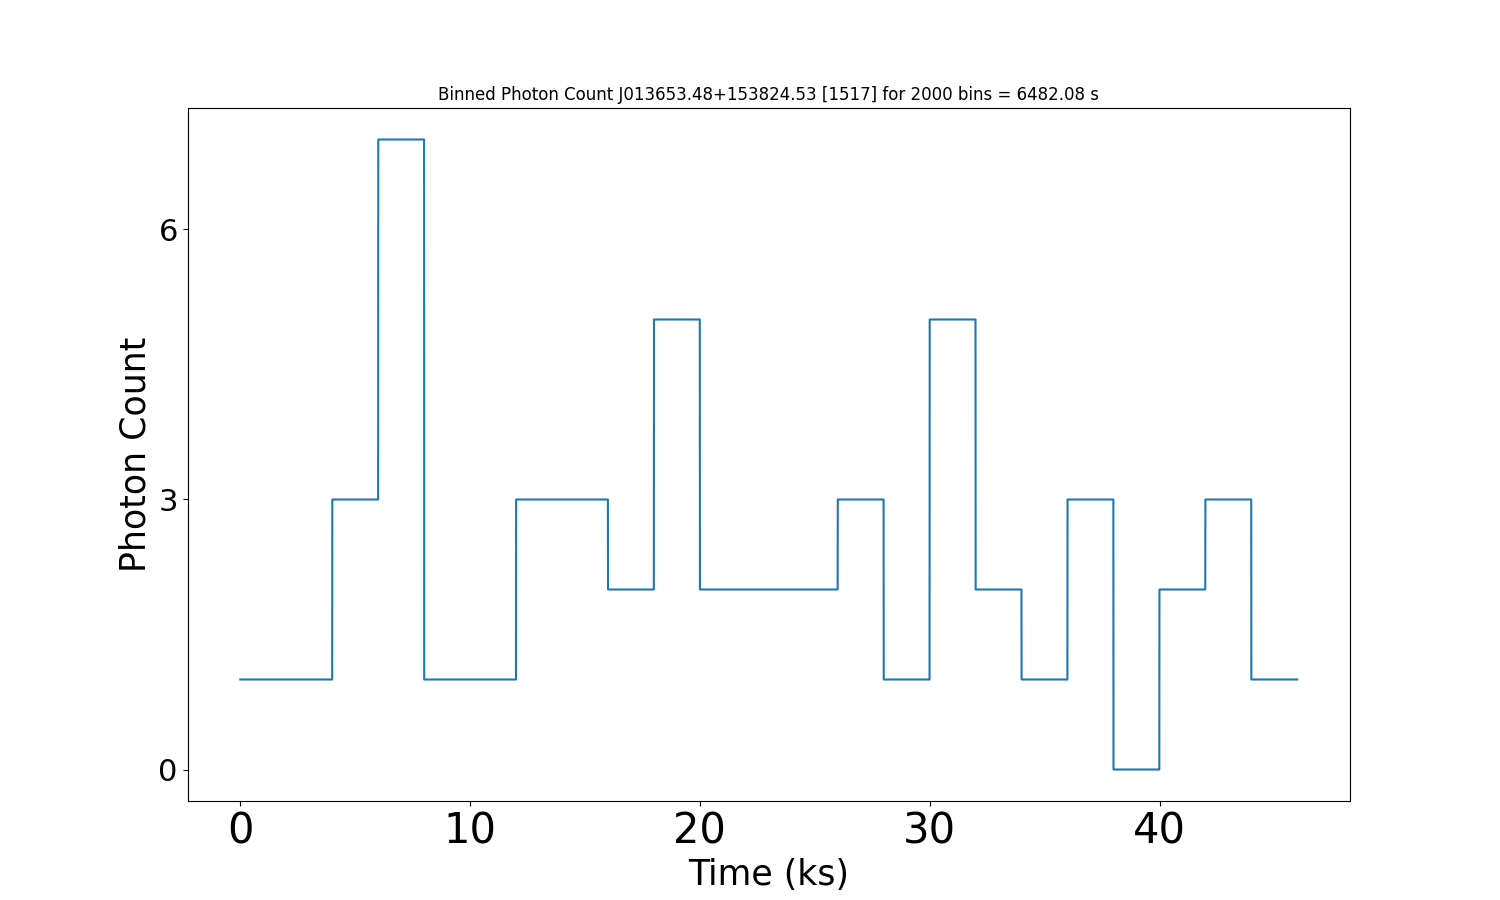 Binned Photon Count J013653.48+153824.53 [1517] for 2000 bins = 6482.08 s
6
3
0
Photon Count
0 10 20 30 40
Time (ks)